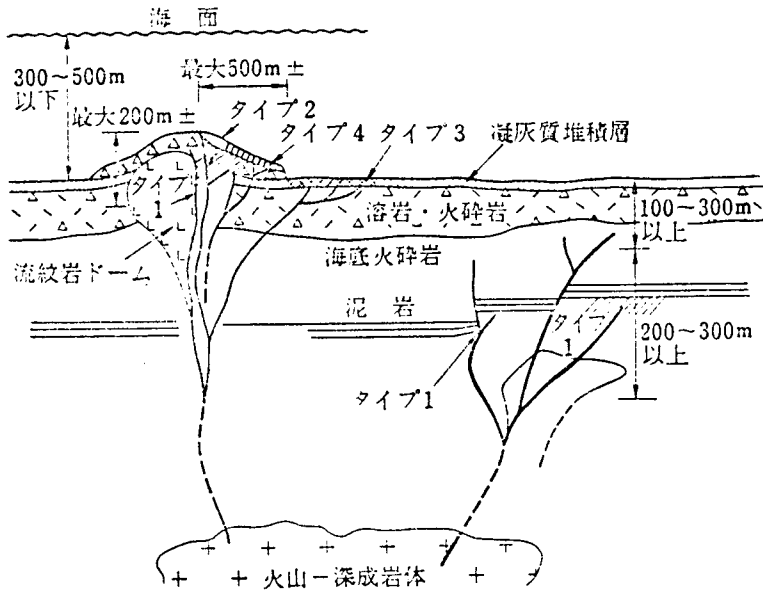 海面
300~500m
以下
最大500m±
最大200m±
タイプ2
タイプ4
タイプ3
凝灰質堆積層
タイプ
1
溶岩・火砕岩
100~300m
以上
流紋岩ドーム
海底火砕岩
泥岩
タイプ
1
200~300m
以上
タイプ1
火山-深成岩体